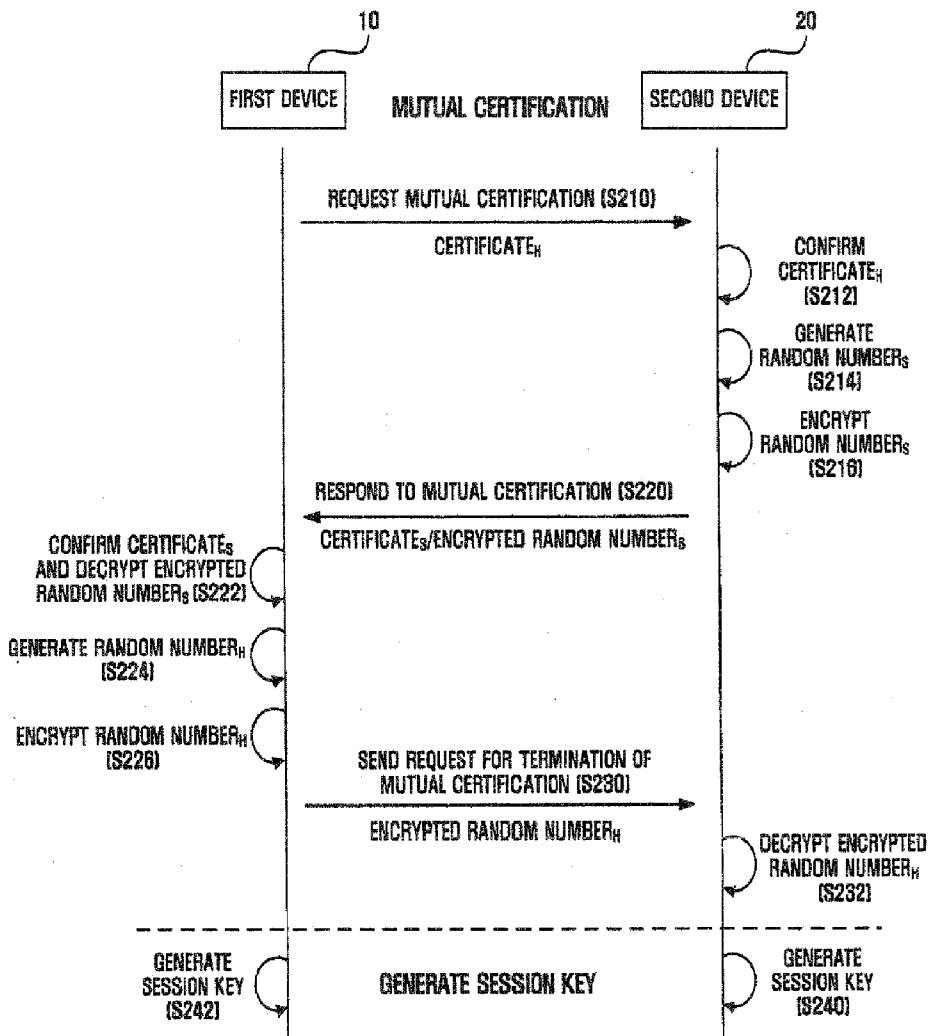 10
20
FIRST DEVICE
MUTUAL CERTIFICATION
SECOND DEVICE
REQUEST MUTUAL CERTIFICATION (S210)
CERTIFICATEH
CONFIRM
CERTIFICATEH
(S212)
GENERATE
RANDOM NUMBERS
(S214)
ENCRYPT
RANDOM NUMBERS
(S216)
RESPOND TO MUTUAL CERTIFICATION (S220)
CERTIFICATES/ENCRYPTED RANDOM NUMBERS
CONFIRM CERTIFICATES
AND DECRYPT ENCRYPTED
RANDOM NUMBERS (S222)
GENERATE RANDOM NUMBERH
(S224)
ENCRYPT RANDOM NUMBERH
(S226)
SEND REQUEST FOR TERMINATION OF
MUTUAL CERTIFICATION (S230)
ENCRYPTED RANDOM NUMBERH
DECRYPT ENCRYPTED
RANDOM NUMBERH
(S232)
GENERATE
SESSION KEY
(S242)
GENERATE SESSION KEY
GENERATE
SESSION KEY
(S240)